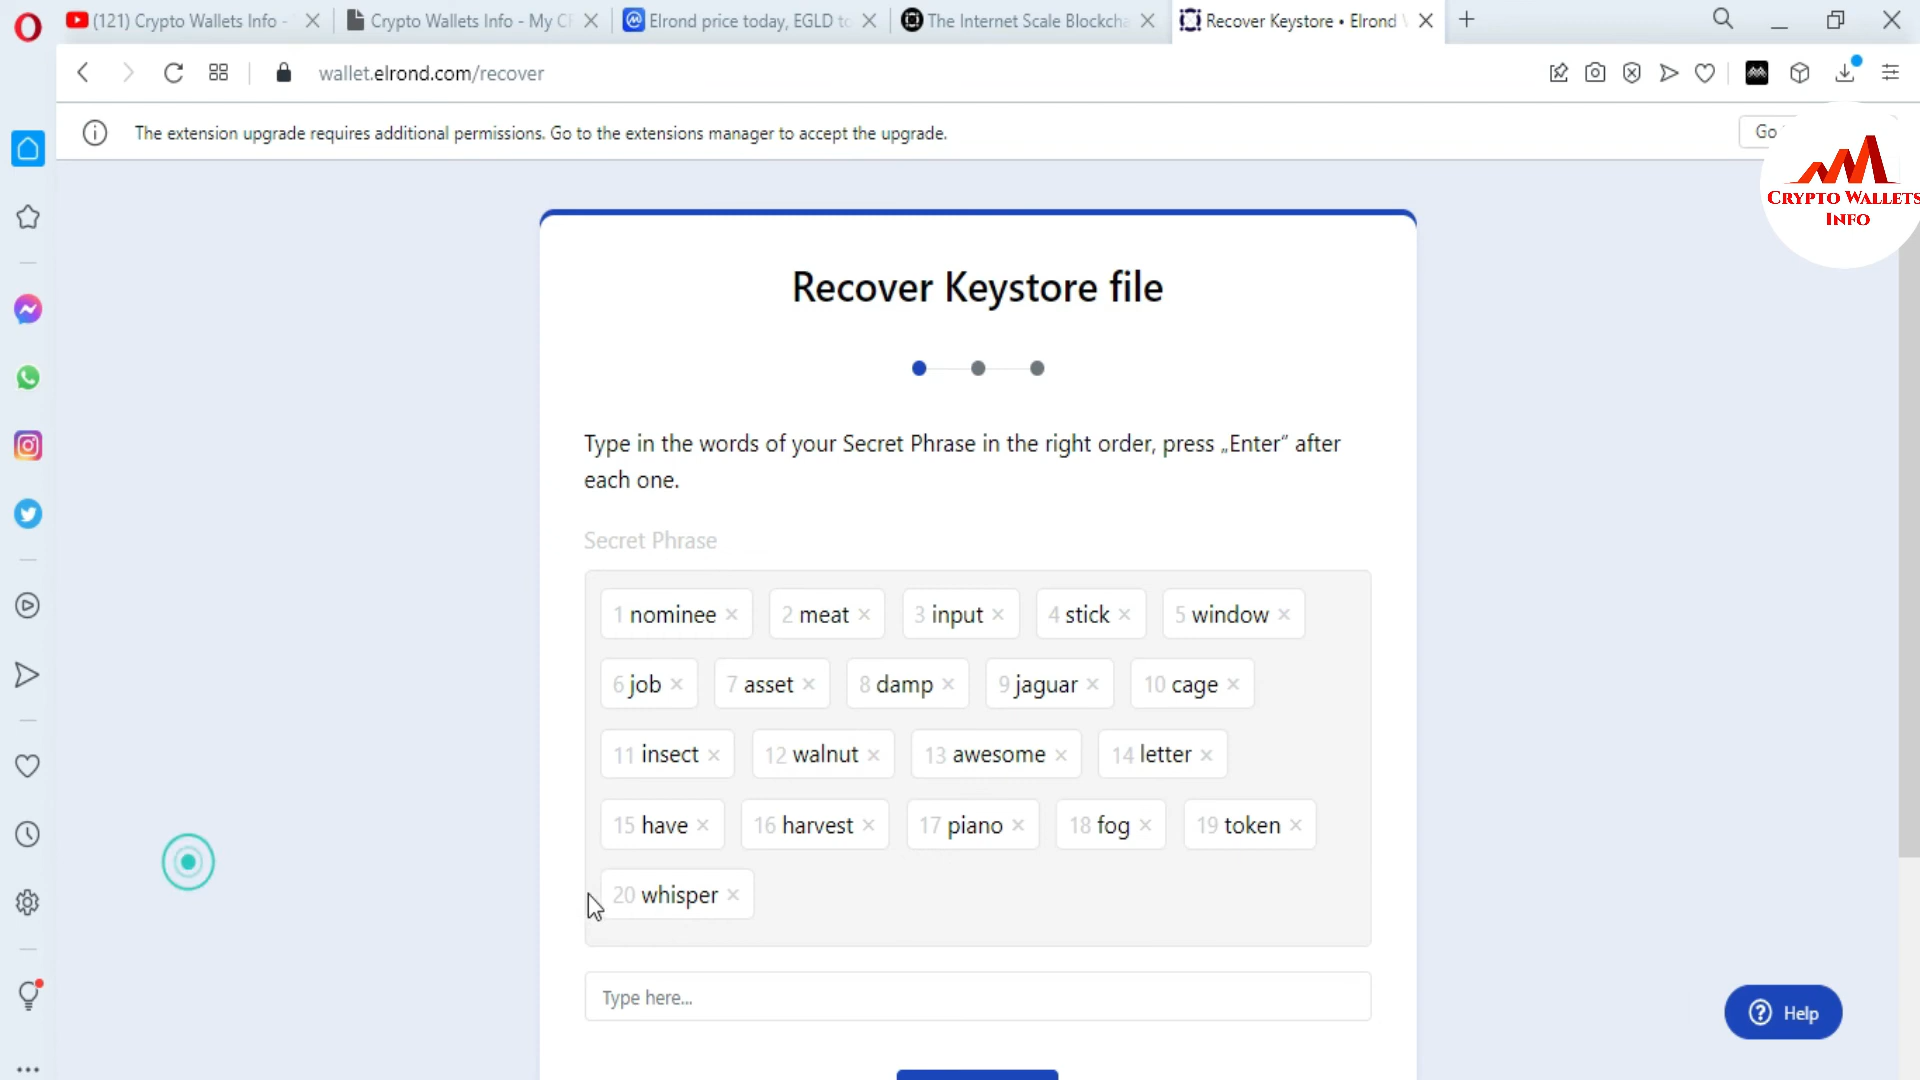 (121) Crypto Wallets Info -
Crypto Wallets Info - My C
Elrond price today, EGLD to
The Internet Scale Blockcha
Recover Keystore • Elrond
wallet.elrond.com/recover
The extension upgrade requires additional permissions. Go to the extensions manager to accept the upgrade.
Go
CRYPTO WALLETS
INFO
Recover Keystore file
Type in the words of your Secret Phrase in the right order, press „Enter” after
each one.
Secret Phrase
1 nominee × 2 meat × 3 input × 4 stick × 5 window ×
6 job × 7 asset × 8 damp × 9 jaguar × 10 cage ×
11 insect × 12 walnut × 13 awesome × 14 letter ×
15 have × 16 harvest × 17 piano × 18 fog × 19 token ×
20 whisper ×
Type here...
Help